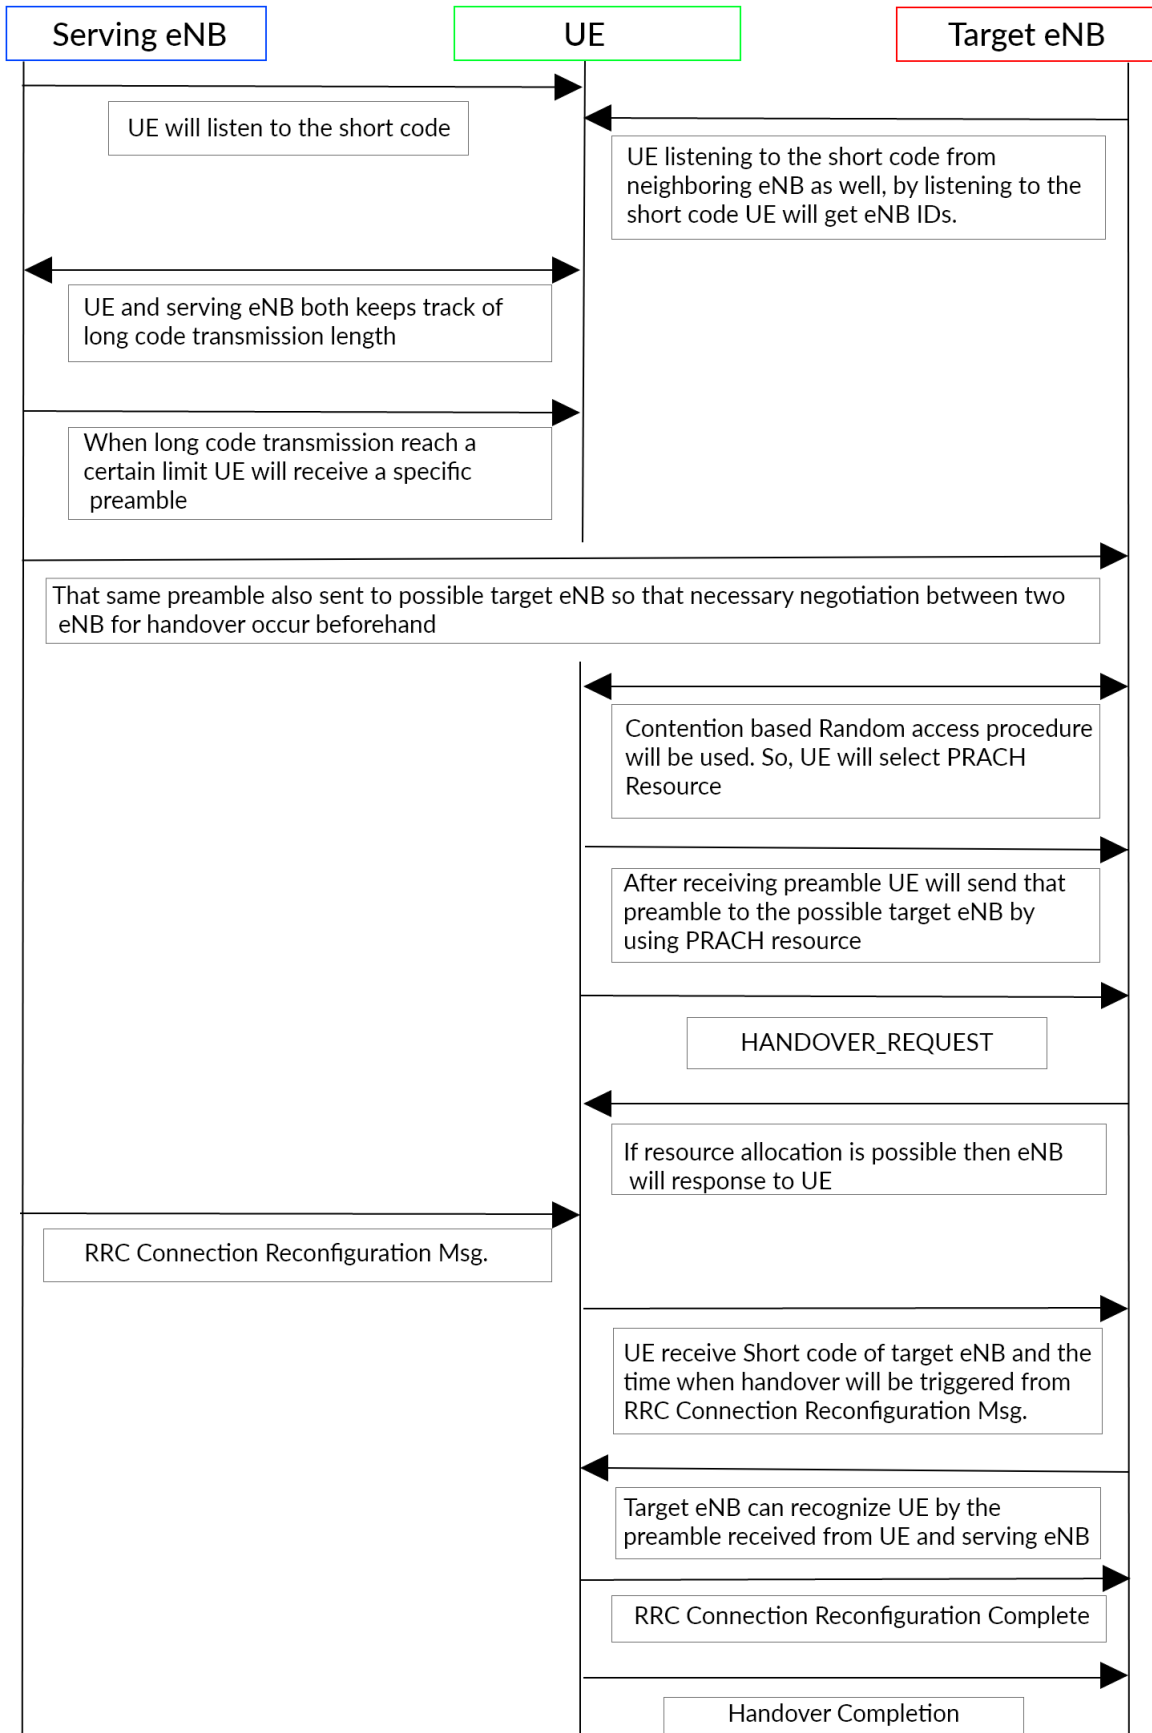 Serving eNB
UE
Target eNB
UE will listen to the short code
UE listening to the short code from
neighboring eNB as well, by listening to the
short code UE will get eNB IDs.
UE and serving eNB both keeps track of
long code transmission length
When long code transmission reach a
certain limit UE will receive a specific
preamble
That same preamble also sent to possible target eNB so that necessary negotiation between two
eNB for handover occur beforehand
Contention based Random access procedure
will be used. So, UE will select PRACH
Resource
After receiving preamble UE will send that
preamble to the possible target eNB by
using PRACH resource
HANDOVER_REQUEST
If resource allocation is possible then eNB
will response to UE
RRC Connection Reconfiguration Msg.
UE receive Short code of target eNB and the
time when handover will be triggered from
RRC Connection Reconfiguration Msg.
Target eNB can recognize UE by the
preamble received from UE and serving eNB
RRC Connection Reconfiguration Complete
Handover Completion